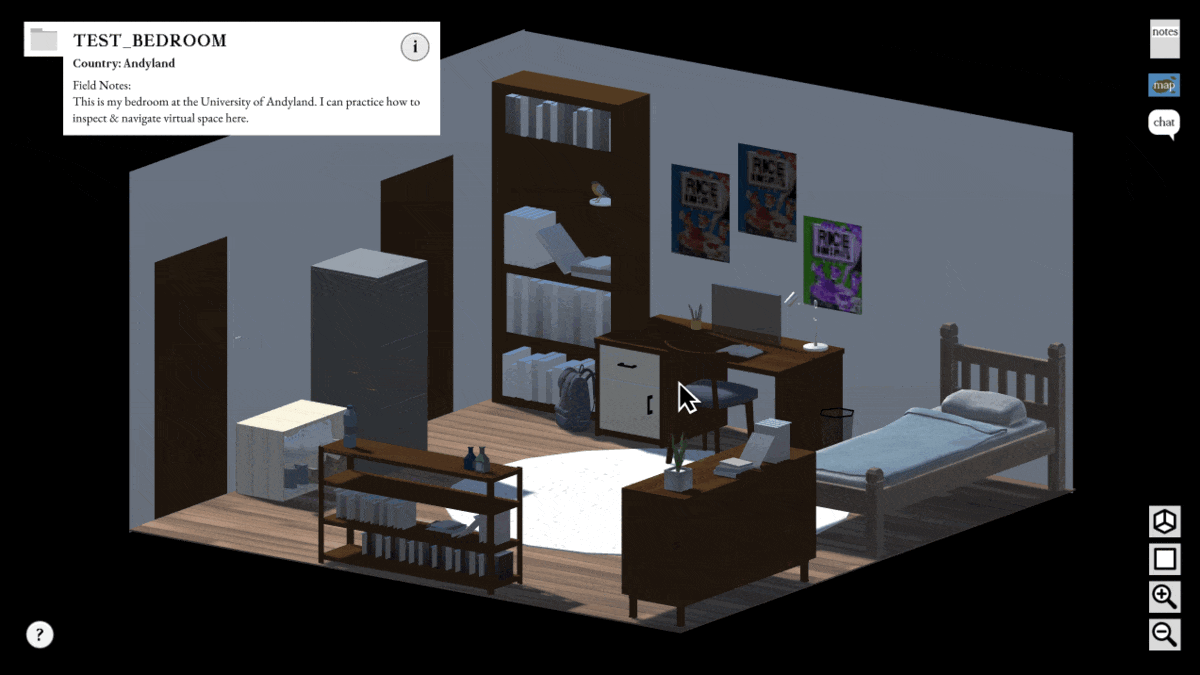 TEST_BEDROOM
i
Country: Andyland
Field Notes:
This is my bedroom at the University of Andyland. I can practice how to
inspect & navigate virtual space here.
notes
map
chat
RICE
RICE
RICE
?